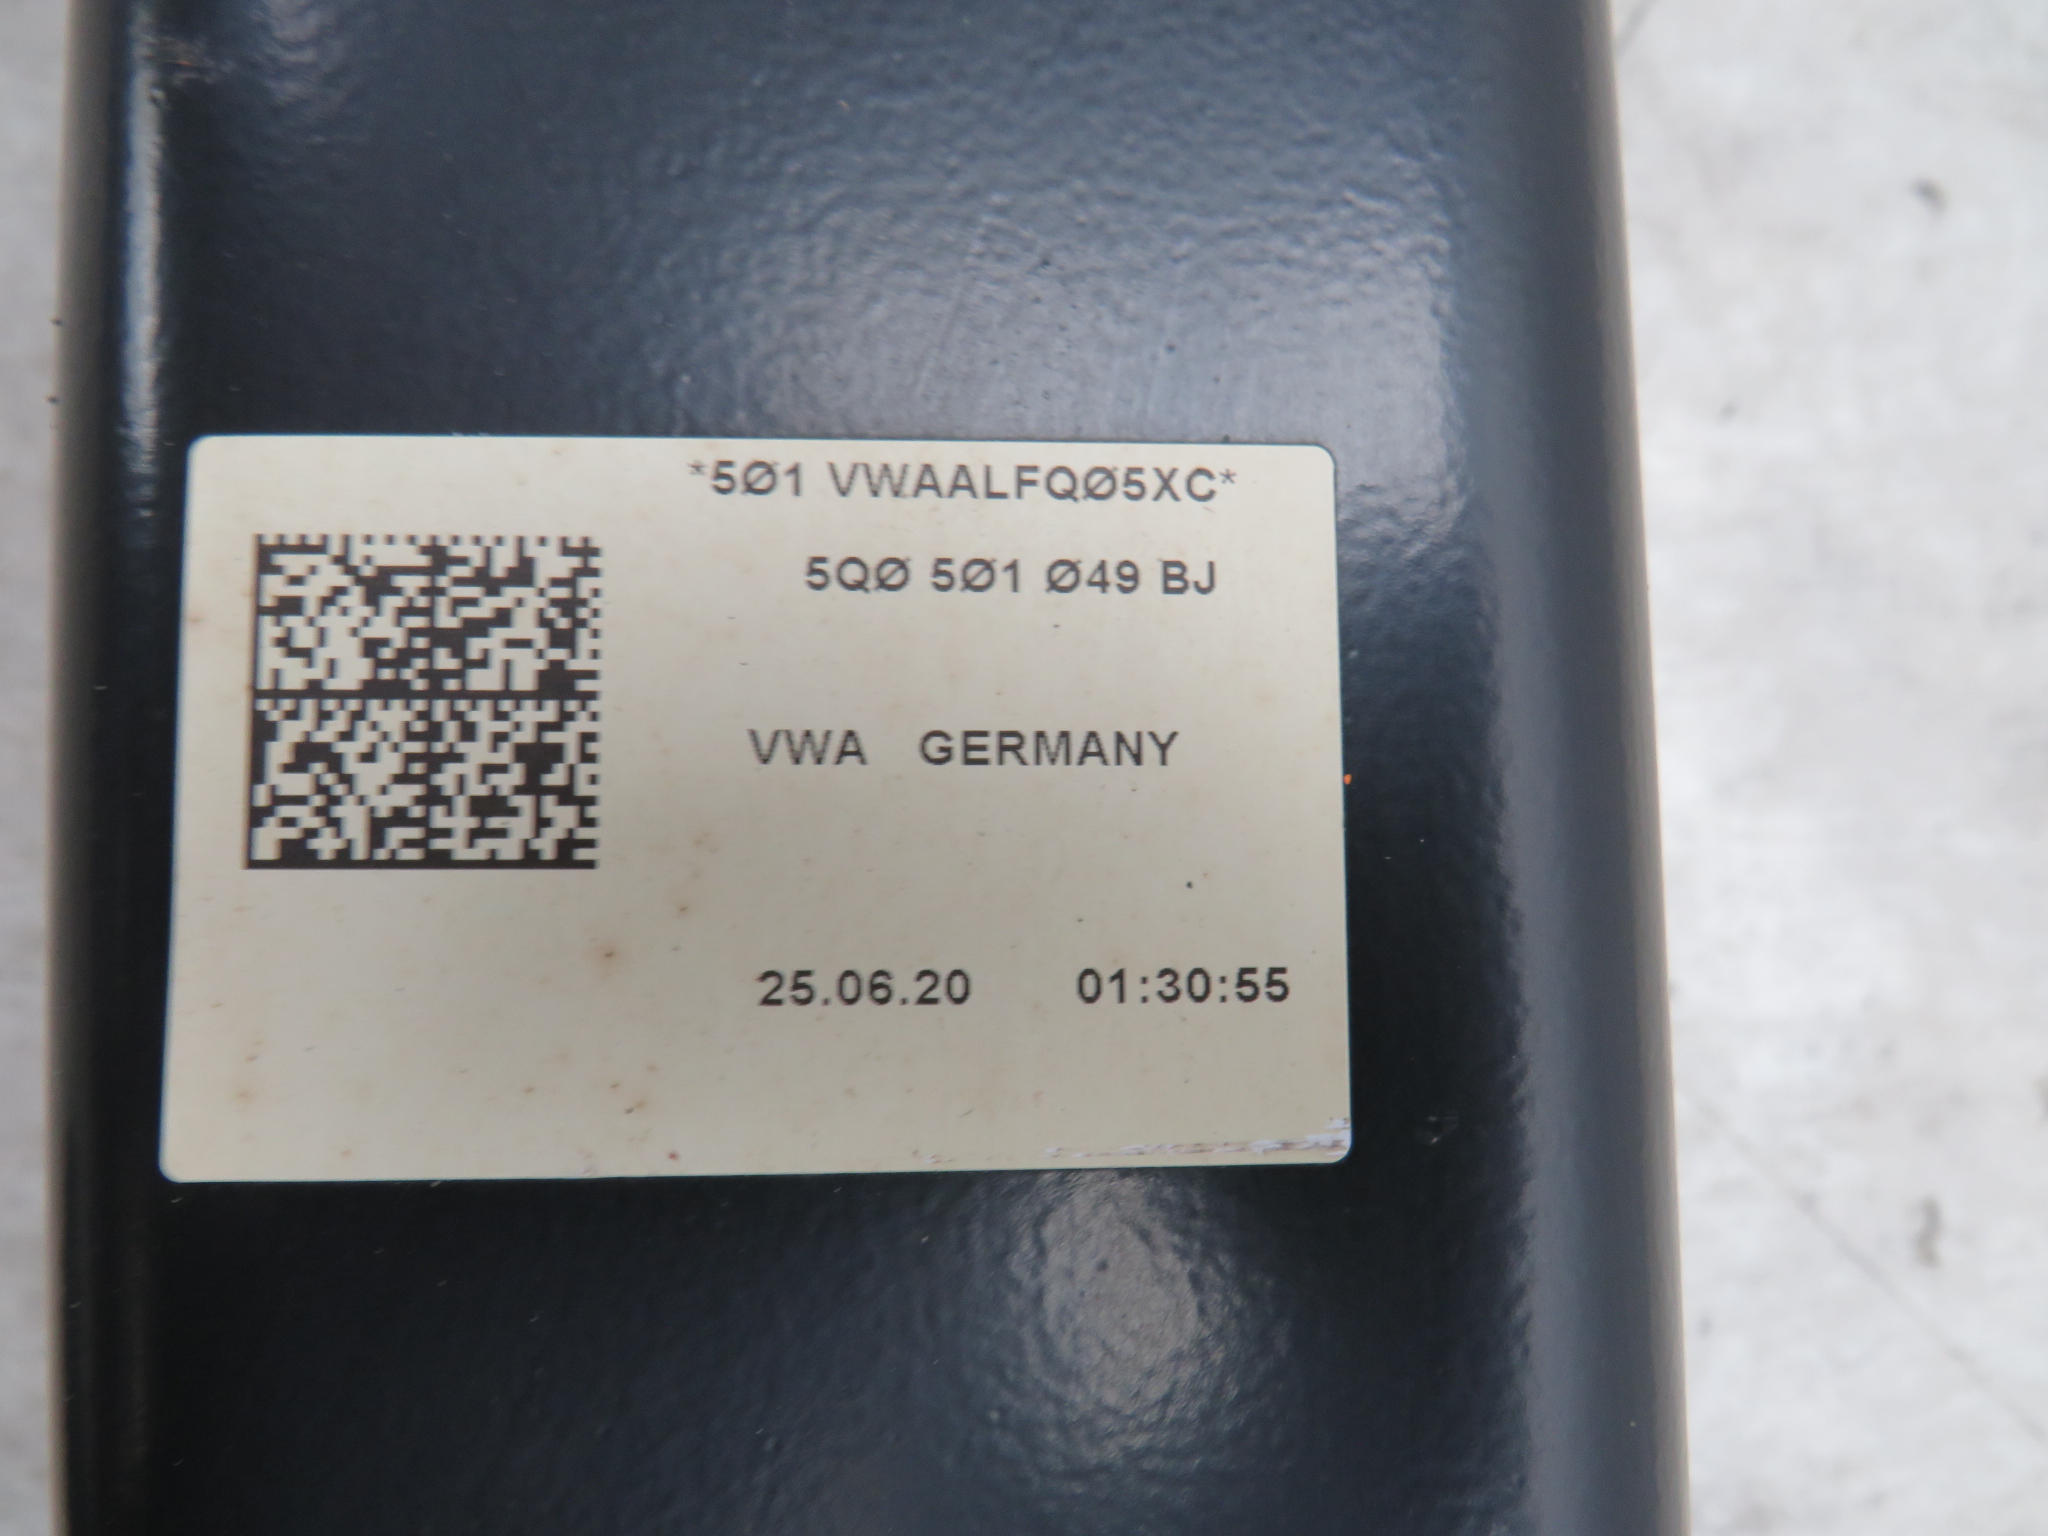 *5Ø1 VWAALFQØ5XC*
5QØ 5Ø1 Ø49 BJ
VWA GERMANY
25.06.20 01:30:55